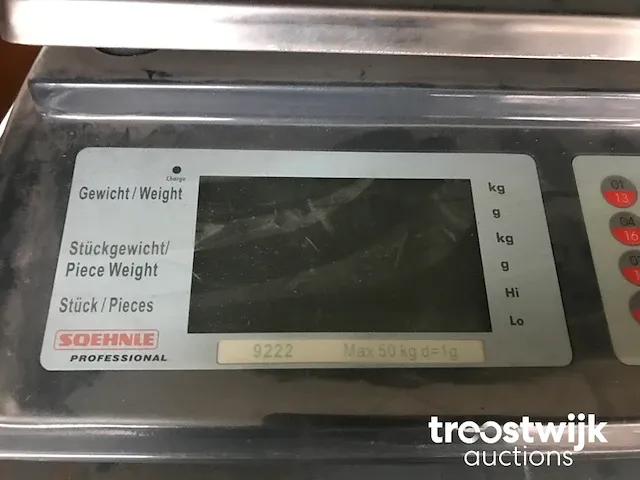 Charge
Gewicht / Weight
kg
g
Stückgewicht/
Piece Weight
kg
g
Stück / Pieces
Hi
Lo
SOEHNLE
PROFESSIONAL
9222 Max 50 kg d=1g
01
13
04
16
troostwijk
auctions